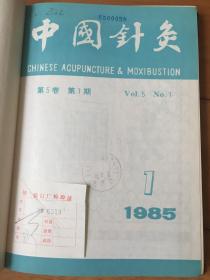 中國針灸
CHINESE ACUPUNCTURE & MOXIBUSTION
第5卷 第1期 Vol.5 No.1
1
1985